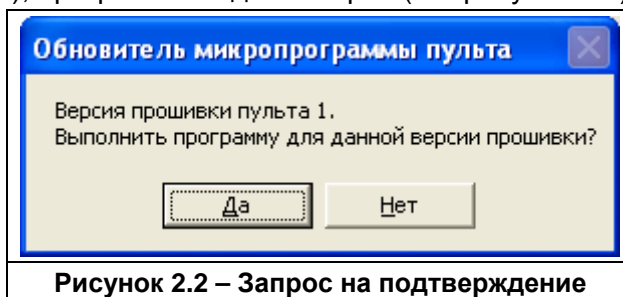 Обновитель микропрограммы пульта
Версия прошивки пульта 1.
Выполнить программу для данной версии прошивки?
Да
Нет
Рисунок 2.2 – Запрос на подтверждение